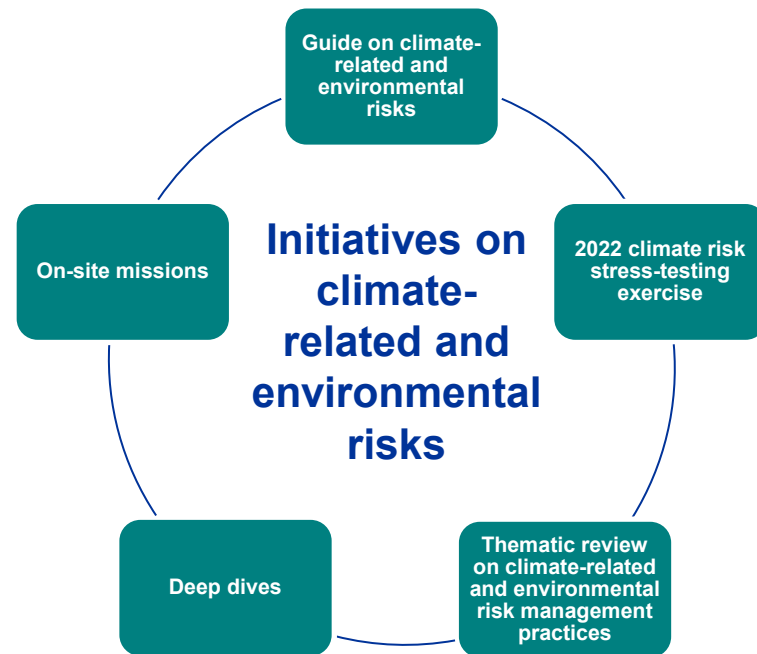 Guide on climate-
related and
environmental
risks
2022 climate risk
stress-testing
exercise
Thematic review
on climate-related
and environmental
risk management
practices
Deep dives
On-site missions
Initiatives on
climate-
related and
environmental
risks